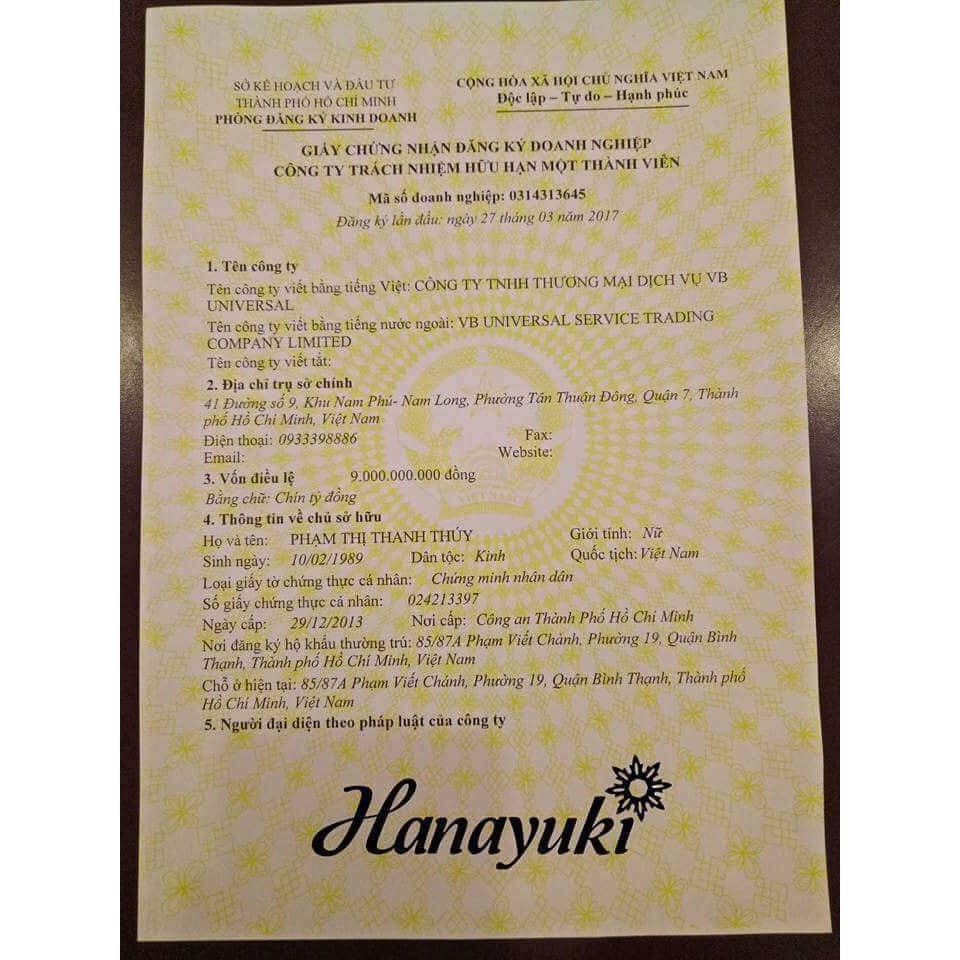 SỞ KẾ HOẠCH VÀ ĐẦU TƯ
THÀNH PHỐ HỒ CHÍ MINH
PHÒNG ĐĂNG KÝ KINH DOANH
CỘNG HÒA XÃ HỘI CHỦ NGHĨA VIỆT NAM
Độc lập – Tự do – Hạnh phúc
GIẤY CHỨNG NHẬN ĐĂNG KÝ DOANH NGHIỆP
CÔNG TY TRÁCH NHIỆM HỮU HẠN MỘT THÀNH VIÊN
Mã số doanh nghiệp: 0314313645
Đăng ký lần đầu: ngày 27 tháng 03 năm 2017
1. Tên công ty
Tên công ty viết bằng tiếng Việt: CÔNG TY TNHH THƯƠNG MẠI DỊCH VỤ VB
UNIVERSAL
Tên công ty viết bằng tiếng nước ngoài: VB UNIVERSAL SERVICE TRADING
COMPANY LIMITED
Tên công ty viết tắt:
2. Địa chỉ trụ sở chính
41 Đường số 9, Khu Nam Phú- Nam Long, Phường Tân Thuận Đông, Quận 7, Thành
phố Hồ Chí Minh, Việt Nam
Điện thoại: 0933398886 Fax:
Email: Website:
3. Vốn điều lệ 9.000.000.000 đồng
Bằng chữ: Chín tỷ đồng
4. Thông tin về chủ sở hữu
Họ và tên: PHẠM THỊ THANH THÚY Giới tính: Nữ
Sinh ngày: 10/02/1989 Dân tộc: Kinh Quốc tịch: Việt Nam
Loại giấy tờ chứng thực cá nhân: Chứng minh nhân dân
Số giấy chứng thực cá nhân: 024213397
Ngày cấp: 29/12/2013 Nơi cấp: Công an Thành Phố Hồ Chí Minh
Nơi đăng ký hộ khẩu thường trú: 85/87A Phạm Viết Chánh, Phường 19, Quận Bình
Thạnh, Thành phố Hồ Chí Minh, Việt Nam
Chỗ ở hiện tại: 85/87A Phạm Viết Chánh, Phường 19, Quận Bình Thạnh, Thành phố
Hồ Chí Minh, Việt Nam
5. Người đại diện theo pháp luật của công ty
VIETNAM
Hanayuki